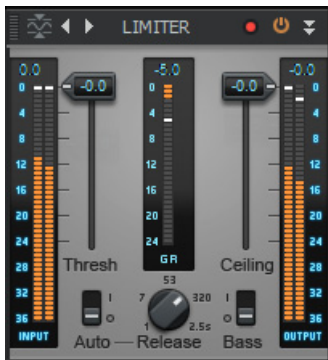 LIMITER
0.0
-0.0
-5.0
-0.0
-0.0
0
4
8
12
16
20
24
28
32
36
INPUT
0
4
8
12
16
20
24
GR
0
4
8
12
16
20
24
28
32
36
OUTPUT
Thresh
Ceiling
53
7
320
1
2.5s
I
O
I
O
Auto — Release
Bass